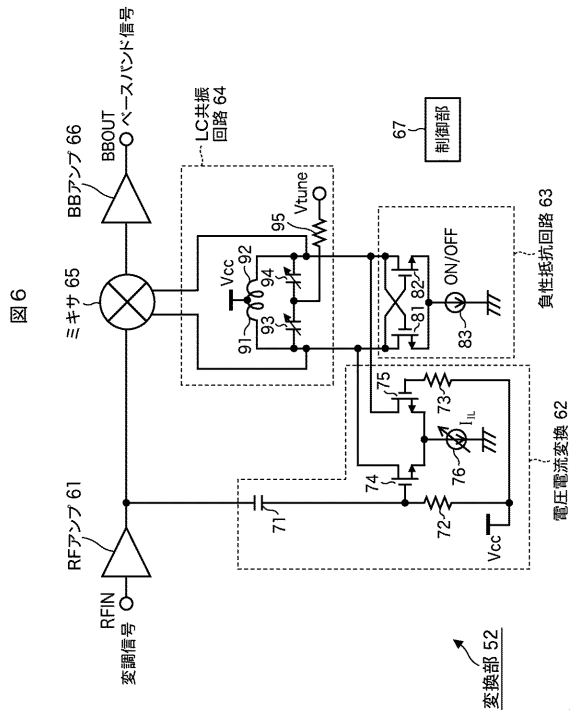 図6
RFIN
変調信号
RFアンプ 61
ミキサ 65
BBアンプ 66
BBOUT
ベースバンド信号
LC共振
回路 64
Vcc
91
92
93
94
95
Vtune
67
制御部
負性抵抗回路 63
81
82
83
ON/OFF
71
72
73
74
75
76
I_IL
Vcc
電圧電流変換 62
変換部 52